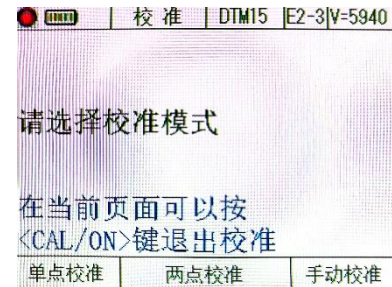 校准 DTM15 E2-3 V=5940
请选择校准模式
在当前页面可以按
<CAL/ON>键退出校准
单点校准 两点校准 手动校准